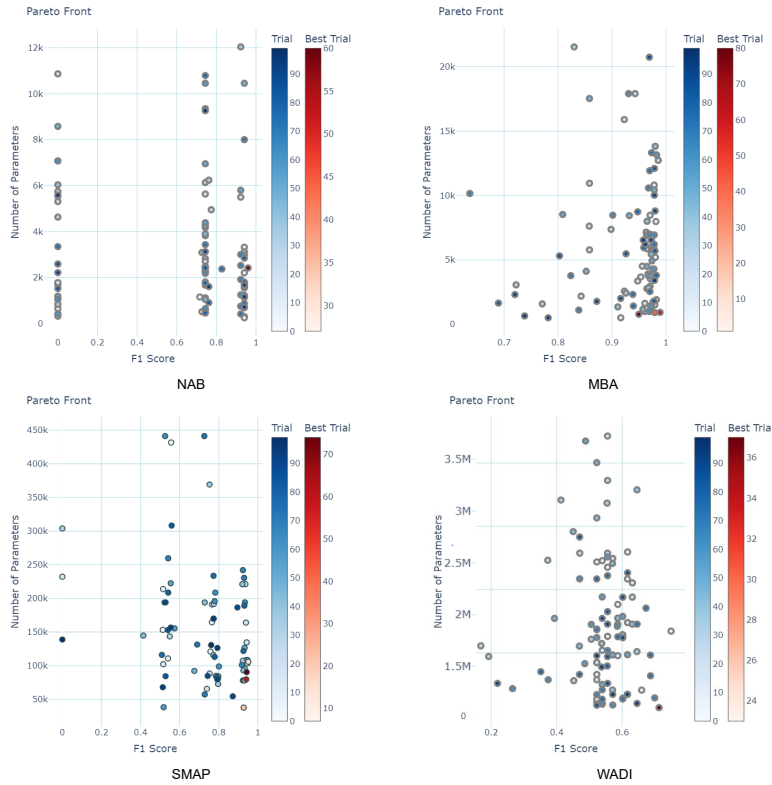 Pareto Front
Trial
Best Trial
12k
10k
8k
6k
4k
2k
0
Number of Parameters
0
0.2
0.4
0.6
0.8
1
F1 Score
90
80
70
60
50
40
30
20
10
0
60
55
50
45
40
35
30
NAB
Pareto Front
Trial
Best Trial
20k
15k
10k
5k
0
Number of Parameters
0.7
0.8
0.9
1
F1 Score
90
80
70
60
50
40
30
20
10
0
80
70
60
50
40
30
20
10
MBA
Pareto Front
Trial
Best Trial
450k
400k
350k
300k
250k
200k
150k
100k
50k
Number of Parameters
0
0.2
0.4
0.6
0.8
1
F1 Score
90
80
70
60
50
40
30
20
10
0
70
60
50
40
30
20
10
SMAP
Pareto Front
Trial
Best Trial
3.5M
3M
2.5M
2M
1.5M
0
Number of Parameters
0.2
0.4
0.6
F1 Score
90
80
70
60
50
40
30
20
10
0
36
34
32
30
28
26
24
WADI